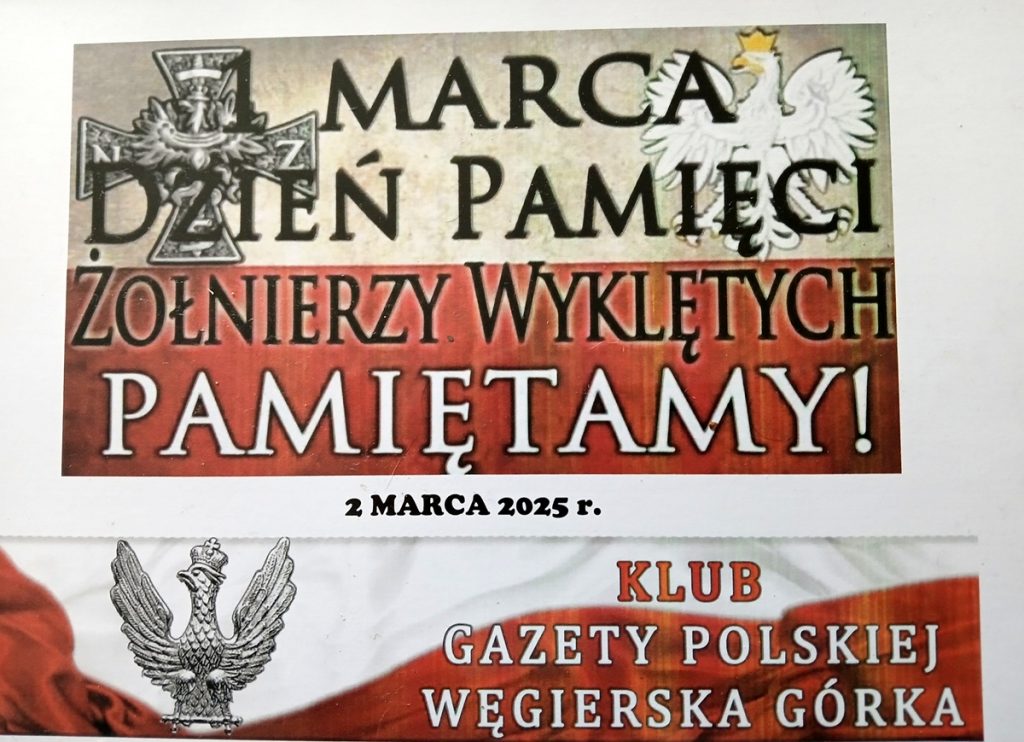 1 MARCA
DZIEŃ PAMIĘCI
ŻOŁNIERZY WYKLĘTYCH
PAMIĘTAMY!
N Z
2 MARCA 2025 r.
KLUB
GAZETY POLSKIEJ
WĘGIERSKA GÓRKA